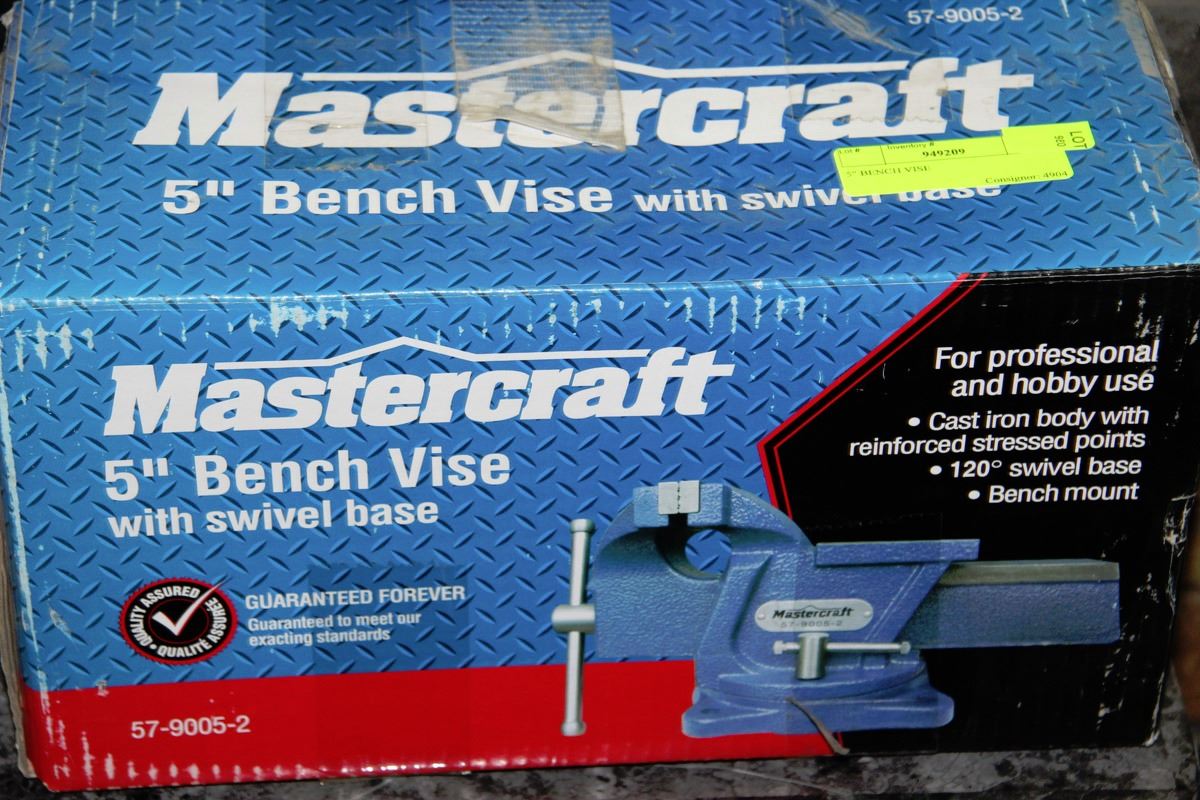 57-9005-2
Mastercraft
Lot# Inventory #
949209
LOT
980
5" BENCH VISE
Consignor: 4904
5" Bench Vise with swivel base
Mastercraft
5" Bench Vise
with swivel base
For professional
and hobby use
• Cast iron body with
reinforced stressed points
• 120° swivel base
• Bench mount
QUALITY ASSURED
• QUALITÉ ASSURÉE
GUARANTEED FOREVER
Guaranteed to meet our
exacting standards
Mastercraft
57-9005-2
57-9005-2